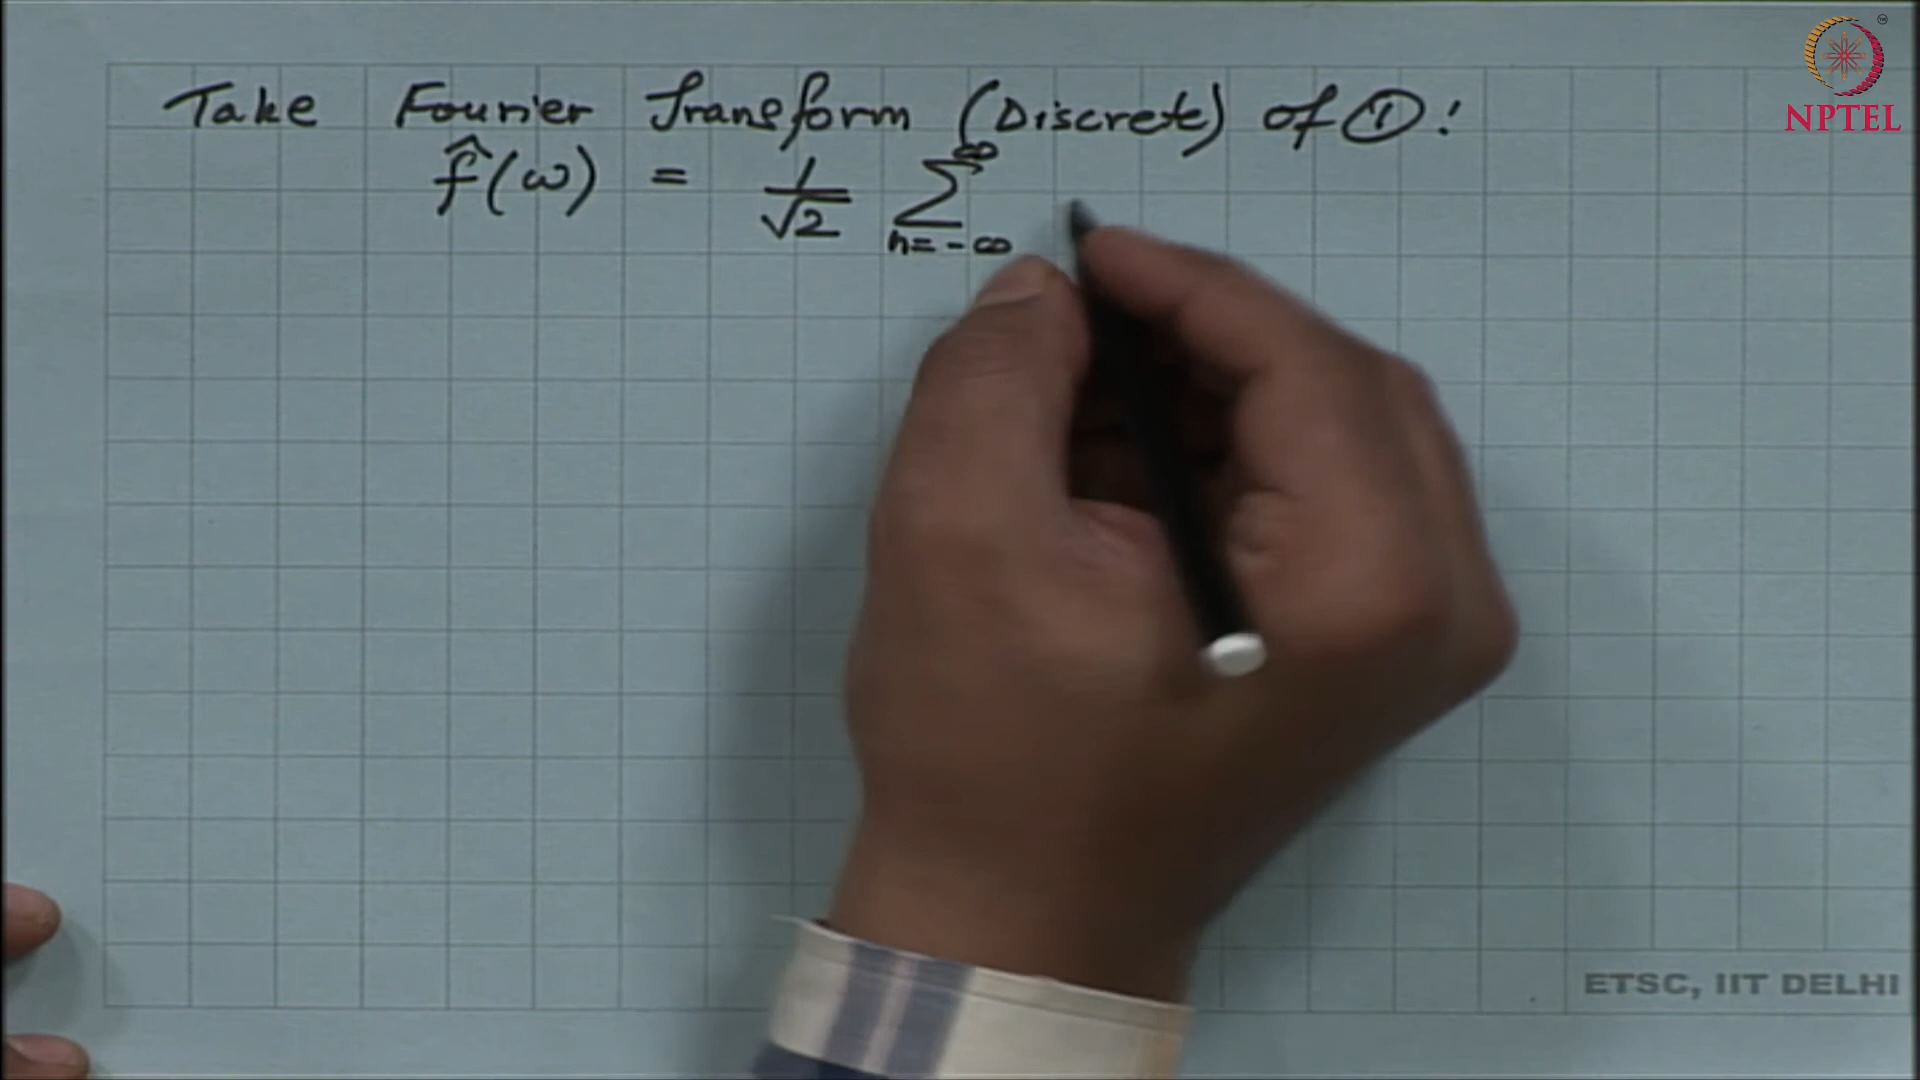 Take Fourier Transform (Discrete) of ①:
f̂(ω) = 1/√2 ∑_{n=-∞}^{∞}
NPTEL
ETSC, IIT DELHI